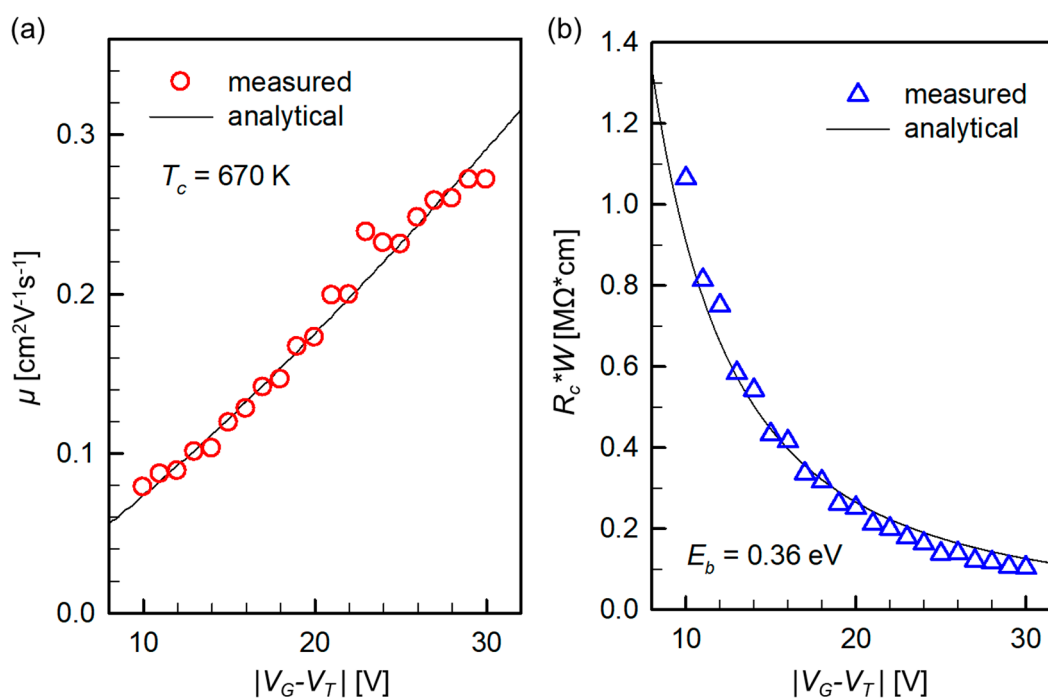 (a)
measured
analytical
T_c = 670 K
0.3
0.2
0.1
0.0
μ [cm²V⁻¹s⁻¹]
10 20 30
|V_G-V_T| [V]
(b)
measured
analytical
1.4
1.2
1.0
0.8
0.6
0.4
0.2
0.0
R_c*W [MΩ*cm]
E_b = 0.36 eV
10 20 30
|V_G-V_T| [V]